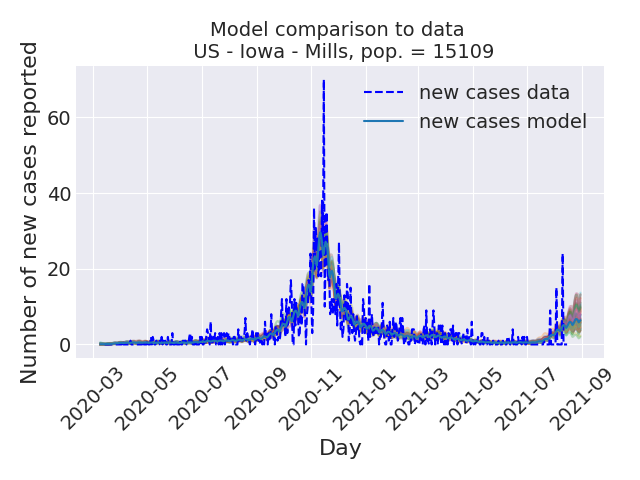 Model comparison to data
US - Iowa - Mills, pop. = 15109
Number of new cases reported
60
40
20
0
new cases data
new cases model
2020-03
2020-05
2020-07
2020-09
2020-11
2021-01
2021-03
2021-05
2021-07
2021-09
Day